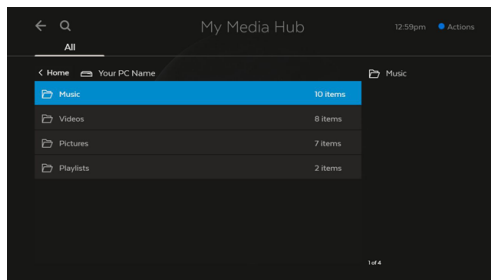 My Media Hub
12:59pm
Actions
All
Home
Your PC Name
Music
Music
10 items
Videos
8 items
Pictures
7 items
Playlists
2 items
1 of 4